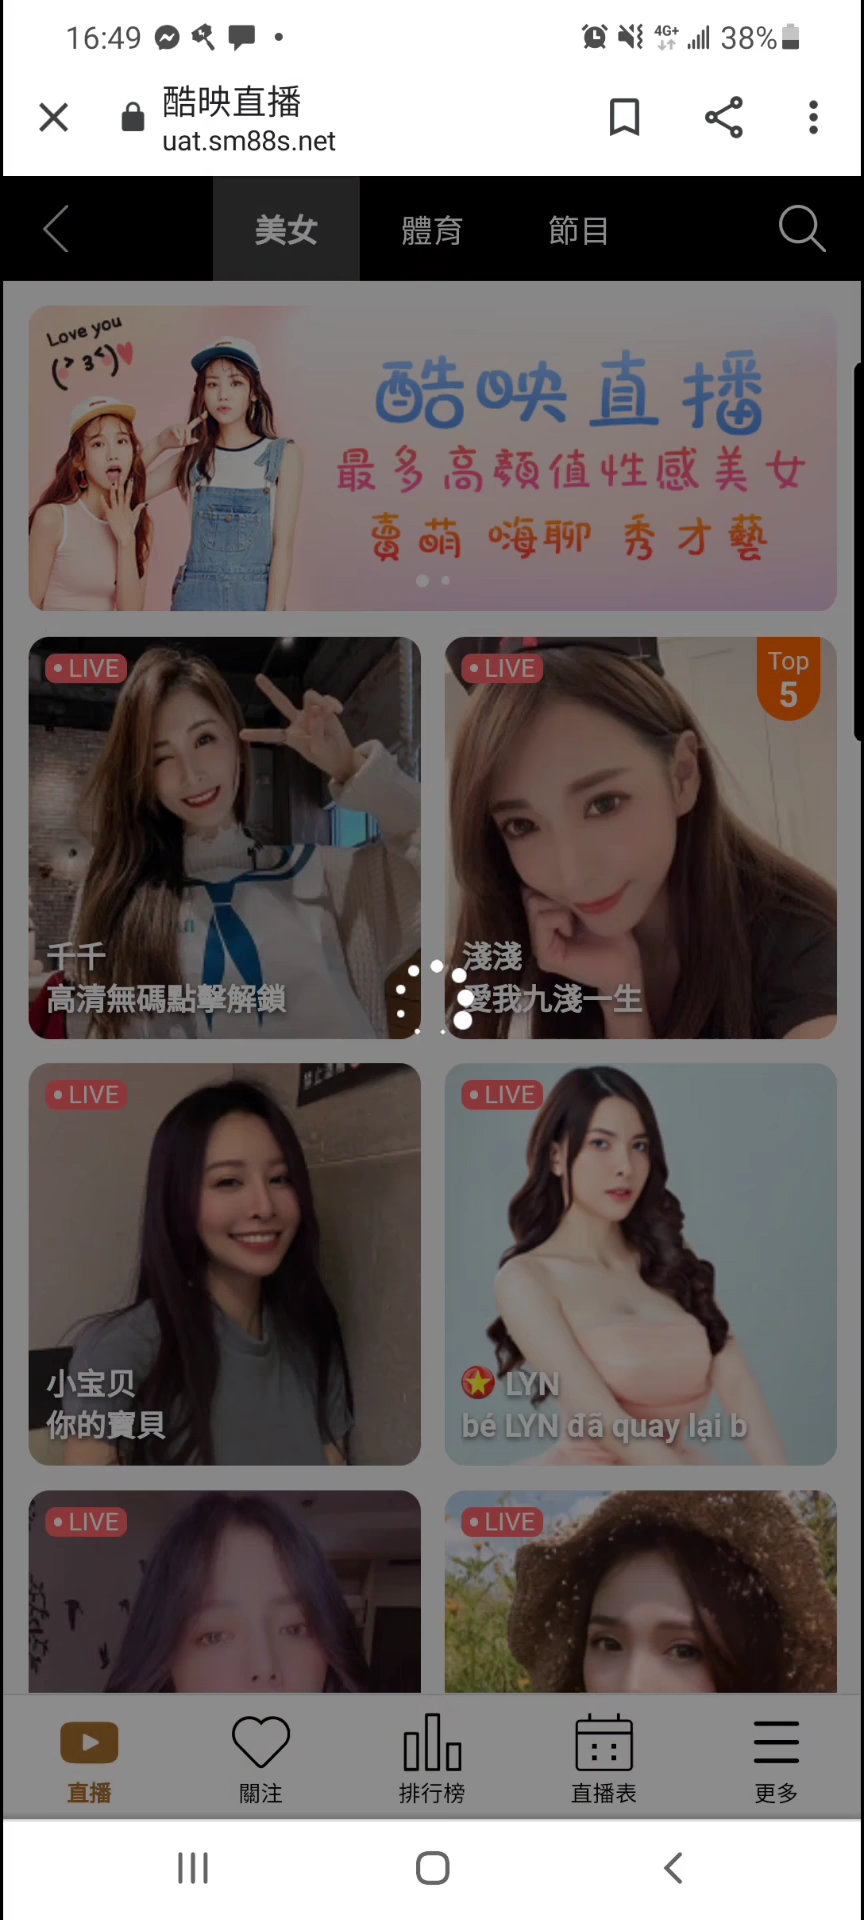 16:49
4G+
38%
酷映直播
uat.sm88s.net
美女
體育
節目
Love you
酷映直播
最多高顏值性感美女
賣萌 嗨聊 秀才藝
LIVE
千千
高清無碼點擊解鎖
LIVE
Top
5
淺淺
愛我九淺一生
LIVE
小宝贝
你的寶貝
LIVE
LYN
bé LYN đã quay lại b
LIVE
LIVE
直播
關注
排行榜
直播表
更多